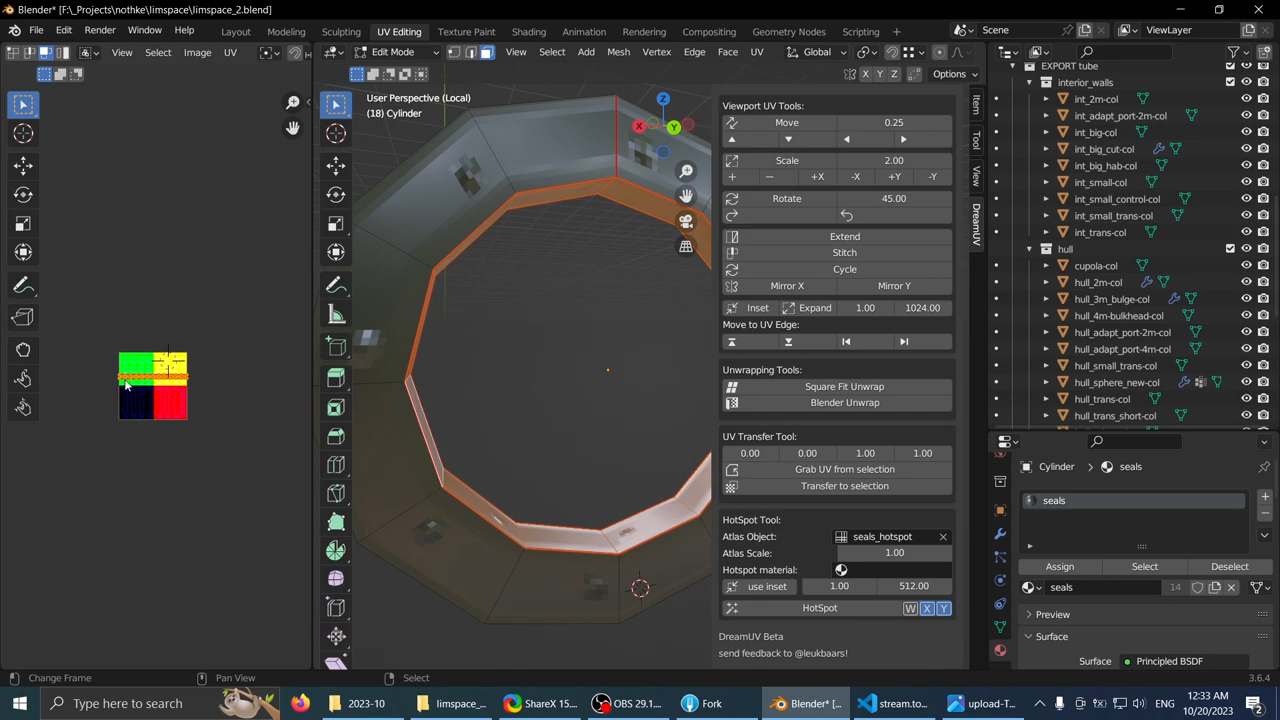 Blender* [F:\_Projects\nothke/limspace/limspace_2.blend]
File Edit Render Window Help
Layout Modeling Sculpting UV Editing Texture Paint Shading Animation Rendering Compositing Geometry Nodes Scripting
Scene ViewLayer
View Select Image UV
Edit Mode View Select Add Mesh Vertex Edge Face UV Global
X Y Z Options
User Perspective (Local)
(18) Cylinder
Z
X Y
Item
Tool
View
DreamUV
Viewport UV Tools:
Move 0.25
Scale 2.00
+ − +X -X +Y -Y
Rotate 45.00
Extend
Stitch
Cycle
Mirror X Mirror Y
Inset Expand 1.00 1024.00
Move to UV Edge:
Unwrapping Tools:
Square Fit Unwrap
Blender Unwrap
UV Transfer Tool:
0.00 0.00 1.00 1.00
Grab UV from selection
Transfer to selection
HotSpot Tool:
Atlas Object: seals_hotspot
Atlas Scale: 1.00
Hotspot material:
use inset 1.00 512.00
HotSpot W X Y
DreamUV Beta
send feedback to @leukbaars!
EXPORT tube
interior_walls
int_2m-col
int_adapt_port-2m-col
int_big-col
int_big_cut-col
int_big_hab-col
int_small-col
int_small_control-col
int_small_trans-col
int_trans-col
hull
cupola-col
hull_2m-col
hull_3m_bulge-col
hull_4m-bulkhead-col
hull_adapt_port-2m-col
hull_adapt_port-4m-col
hull_small_trans-col
hull_sphere_new-col
hull_trans-col
hull_trans_short-col
Cylinder seals
seals
Assign Select Deselect
seals 14
Preview
Surface
Surface Principled BSDF
Change Frame Pan View Select 3.6.4
Type here to search
2023-10 limspace_... ShareX 15.... OBS 29.1.... Fork Blender* [... stream.to... upload-T...
ENG
12:33 AM
10/20/2023
2